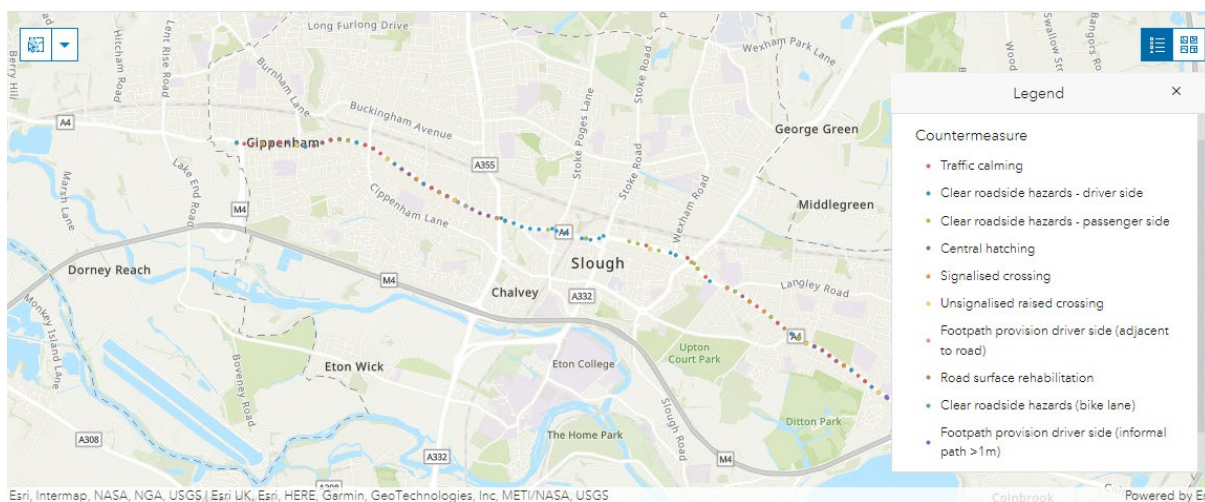 Long Furlong Drive
Hitcham Road
Lent Rise Road
Berry Hill
Burnham Lane
Stoke Poges Lane
Stoke Road
Wexham Park Lane
Wood
Swallow St
Bangors Ro
Buckingham Avenue
A4
Cippenham
A355
George Green
Marsh Lane
Lake End Road
Cippenham Lane
Wexham Road
Middlegreen
M4
A4
Slough
Dorney Reach
M4
M4
Chalvey
A332
Langley Road
Monkey Island Lane
Boveney Road
Eton Wick
Eton College
Upton
Court Park
A4
Slough Road
Ditton Park
A308
A332
The Home Park
M4
A308
Colnbrook
Legend
×
Countermeasure
Traffic calming
Clear roadside hazards - driver side
Clear roadside hazards - passenger side
Central hatching
Signalised crossing
Unsignalised raised crossing
Footpath provision driver side (adjacent
to road)
Road surface rehabilitation
Clear roadside hazards (bike lane)
Footpath provision driver side (informal
path >1m)
Esri, Intermap, NASA, NGA, USGS | Esri UK, Esri, HERE, Garmin, GeoTechnologies, Inc, METI/NASA, USGS
Powered by Es